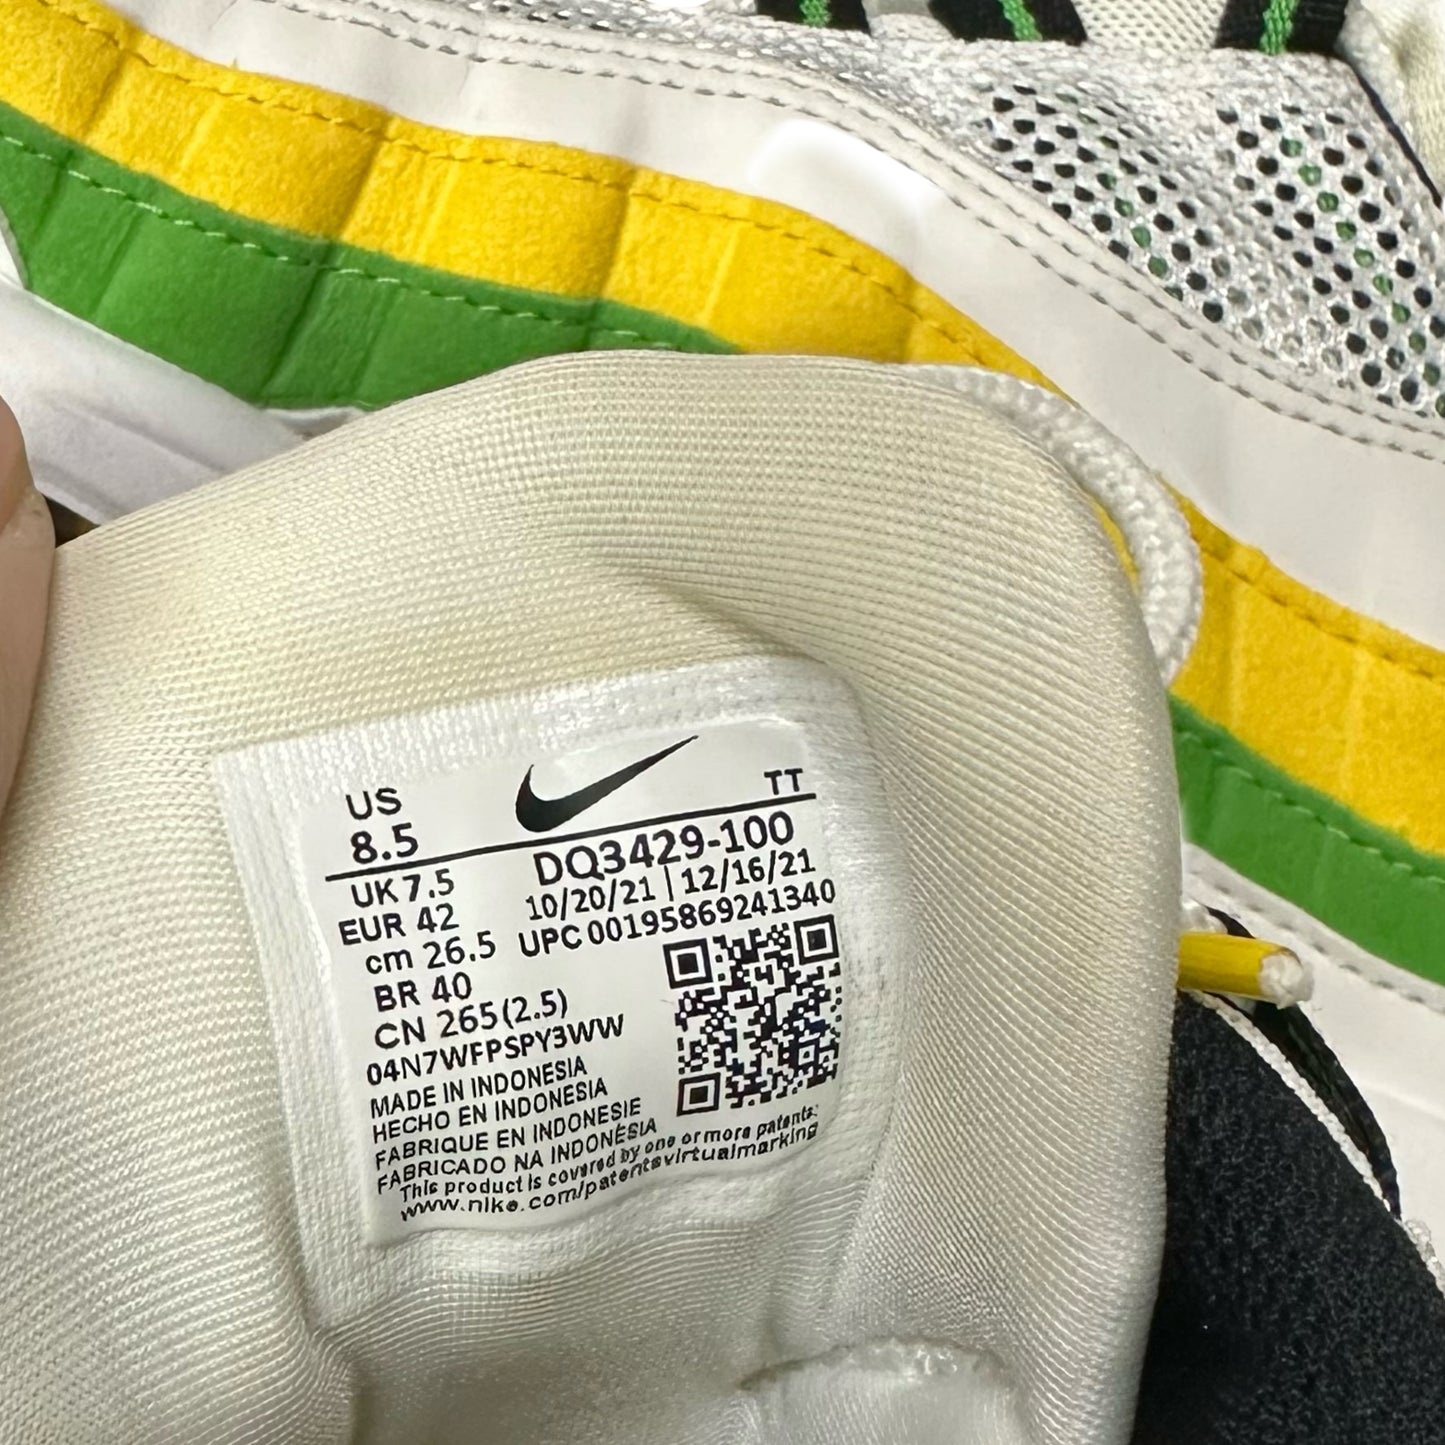 US
8.5
TT
DQ3429-100
UK 7.5
10/20/21 | 12/16/21
EUR 42
UPC 00195869241340
cm 26.5
BR 40
CN 265(2.5)
04N7WFPSPY3WW
MADE IN INDONESIA
HECHO EN INDONESIA
FABRIQUE EN INDONESIE
FABRICADO NA INDONÉSIA
This product is covered by one or more patents:
www.nike.com/patentsvirtualmarking